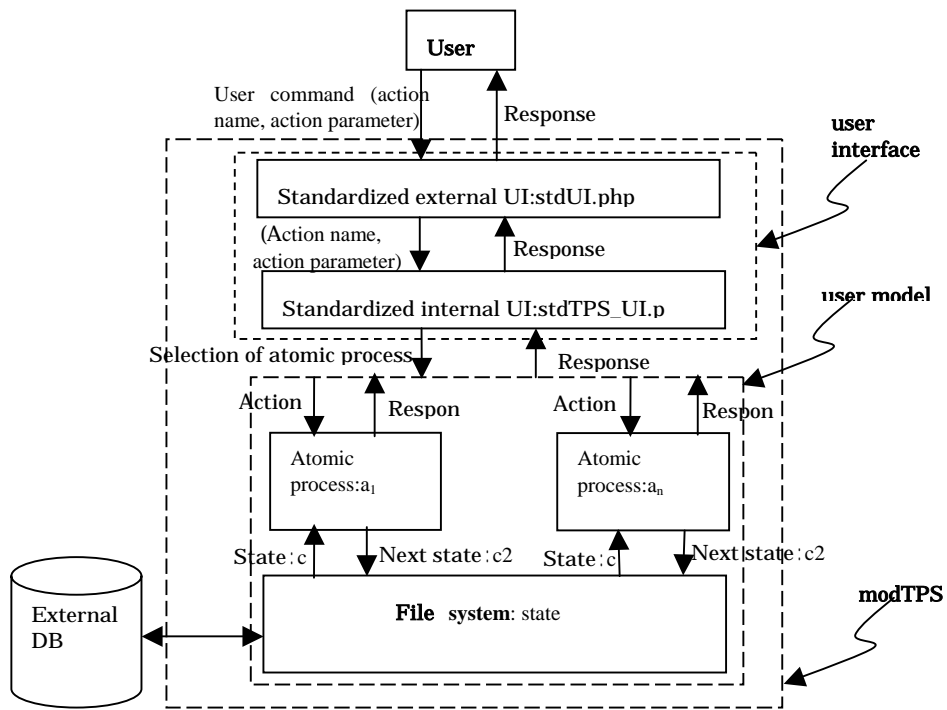 User
User command (action
name, action parameter)
Response
user
interface
Standardized external UI:stdUI.php
(Action name,
action parameter)
Response
Standardized internal UI:stdTPS_UI.p
user model
Selection of atomic process
Response
Action
Respon
Action
Respon
Atomic
process:a₁
Atomic
process:aₙ
State:c
Next state:c2
State:c
Next state:c2
External
DB
File system: state
modTPS